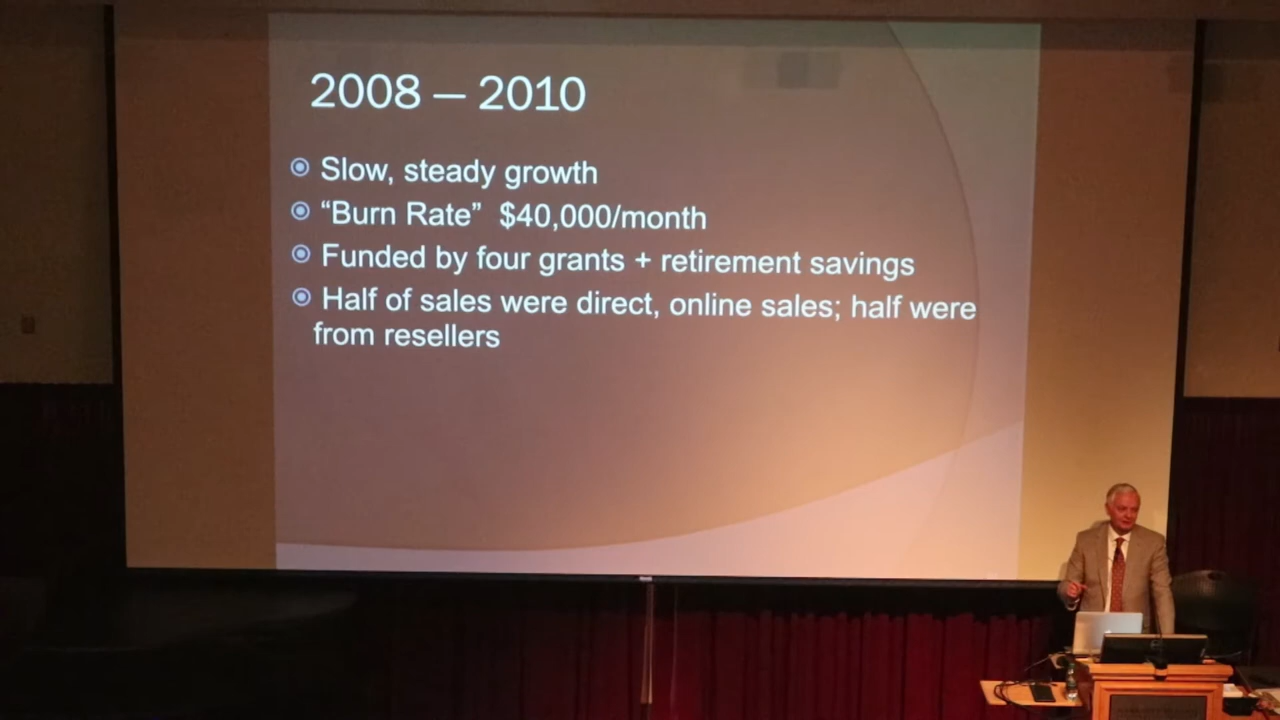 2008 – 2010
Slow, steady growth
“Burn Rate” $40,000/month
Funded by four grants + retirement savings
Half of sales were direct, online sales; half were
from resellers